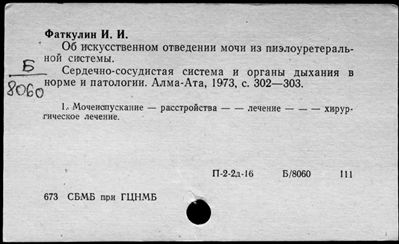 Фаткулин И. И.
Об искусственном отведении мочи из пиэлоуретераль-
ной системы.
Б
8060
Сердечно-сосудистая система и органы дыхания в
норме и патологии. Алма-Ата, 1973, с. 302—303.
1. Мочеиспускание — расстройства — — лечение — — — хирур-
гическое лечение.
П-2-2д-16 Б/8060 111
673 СБМБ при ГЦНМБ